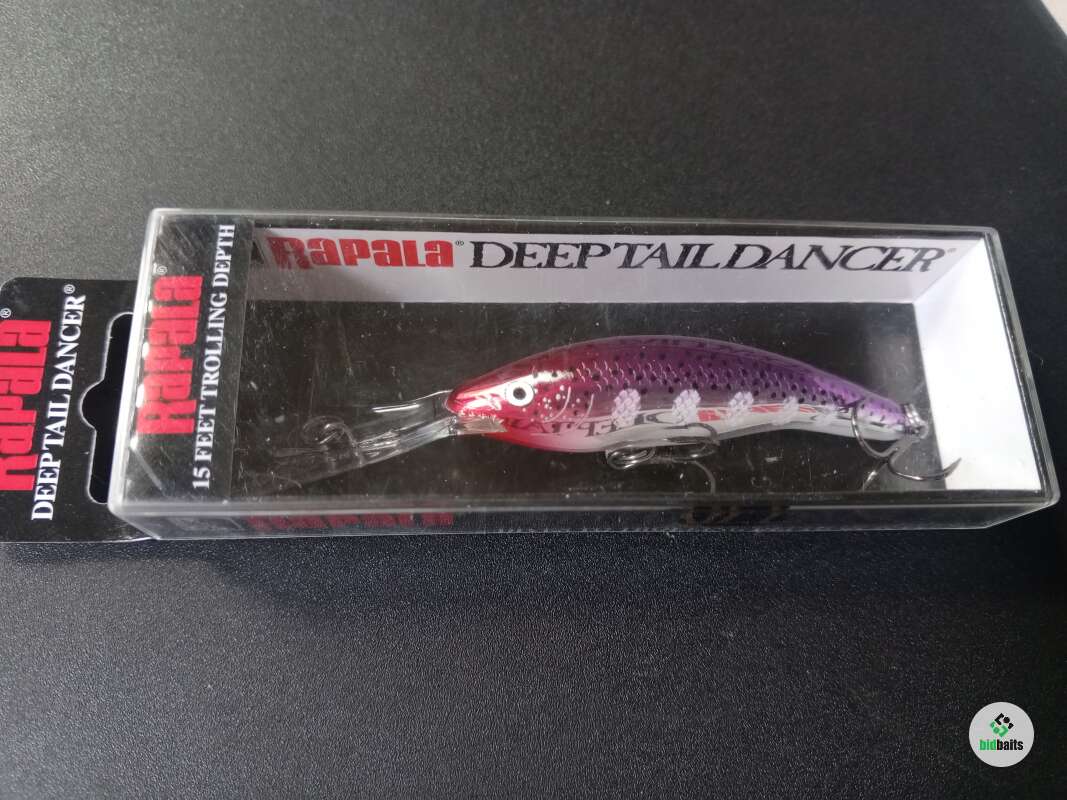 RAPALA® DEEP TAIL DANCER®
RAPALA®
15 FEET TROLLING DEPTH
RAPALA®
DEEP TAIL DANCER®
bidbaits